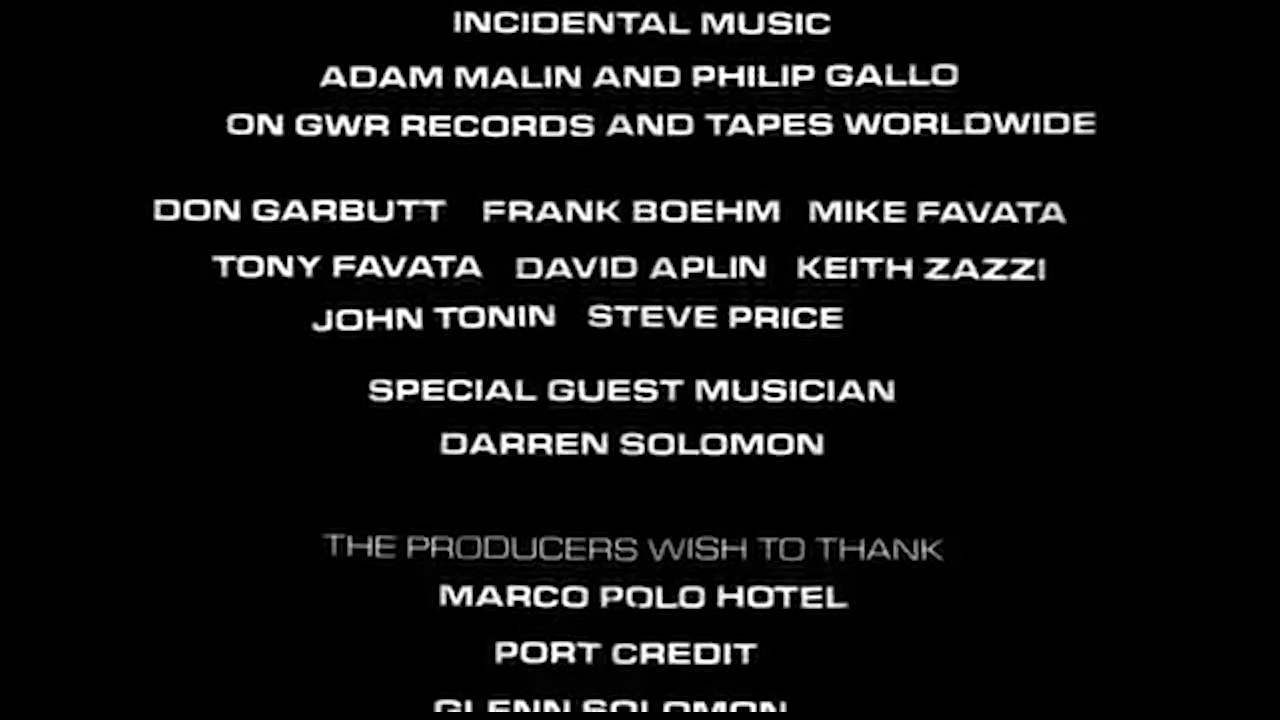 INCIDENTAL MUSIC
ADAM MALIN AND PHILIP GALLO
ON GWR RECORDS AND TAPES WORLDWIDE
DON GARBUTT FRANK BOEHM MIKE FAVATA
TONY FAVATA DAVID APLIN KEITH ZAZZI
JOHN TONIN STEVE PRICE
SPECIAL GUEST MUSICIAN
DARREN SOLOMON
THE PRODUCERS WISH TO THANK
MARCO POLO HOTEL
PORT CREDIT
GLENN SOLOMON